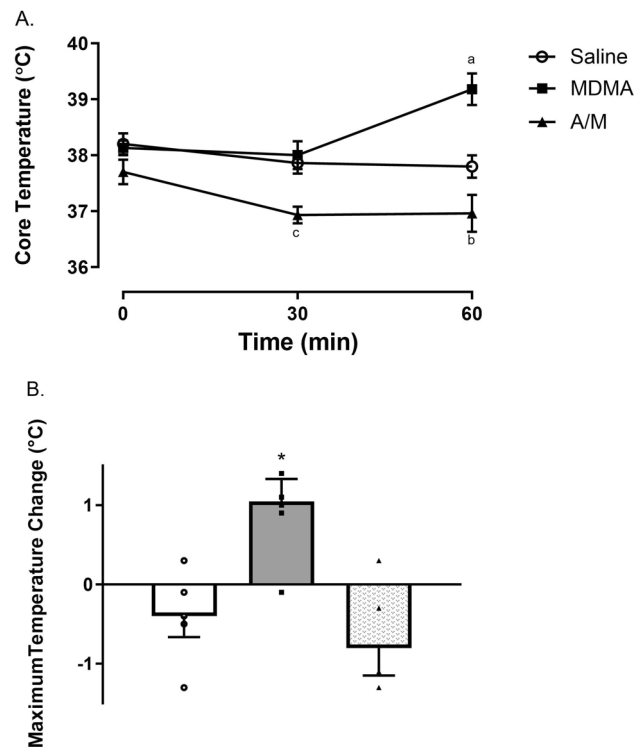 A.
Core Temperature (°C)
40
39
38
37
36
a
c
b
0
30
60
Time (min)
Saline
MDMA
A/M
B.
MaximumTemperature Change (°C)
1
0
-1
*